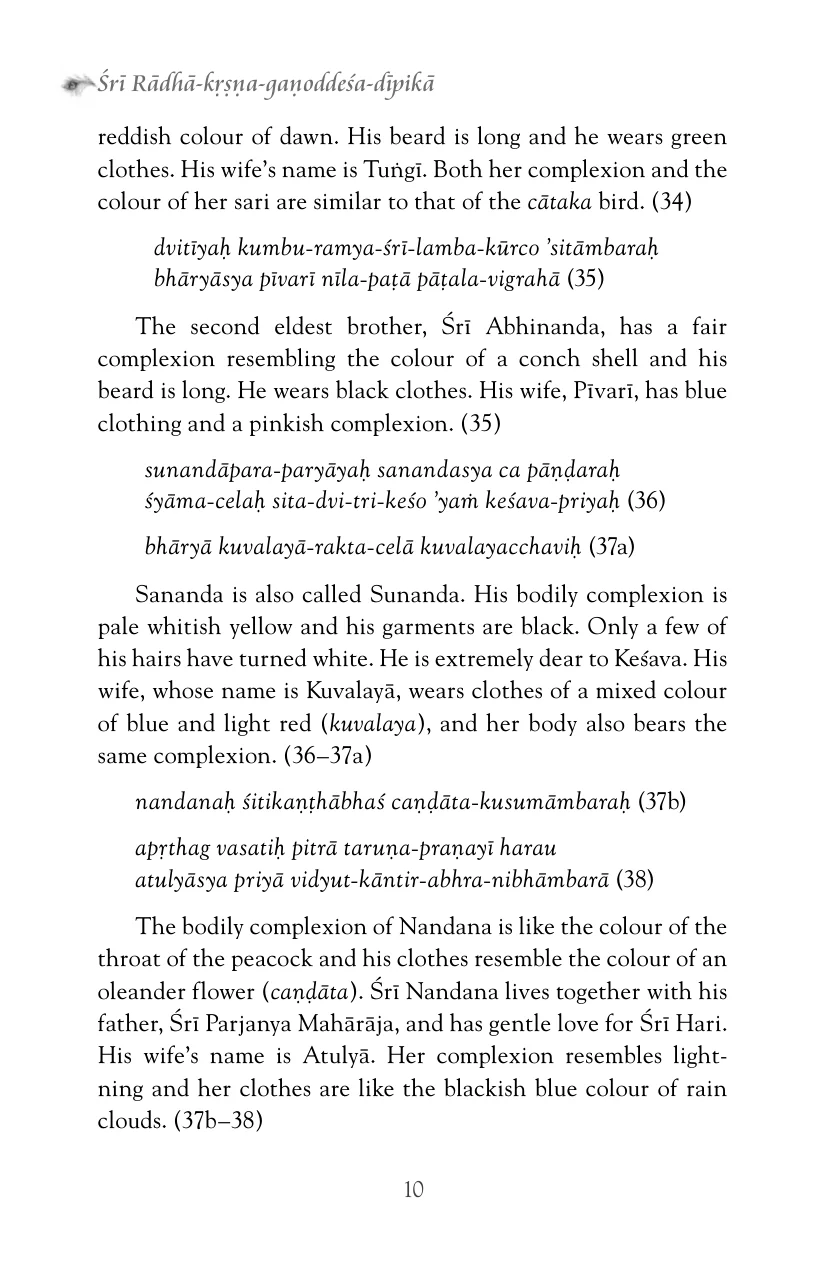 Śrī Rādhā-kṛṣṇa-gaṇoddeśa-dīpikā
reddish colour of dawn. His beard is long and he wears green
clothes. His wife’s name is Tuṅgī. Both her complexion and the
colour of her sari are similar to that of the cātaka bird. (34)
dvitīyaḥ kumbu-ramya-śrī-lamba-kūrco ’sitāmbaraḥ
bhāryāsya pīvarī nīla-paṭā pāṭala-vigrahā (35)
The second eldest brother, Śrī Abhinanda, has a fair
complexion resembling the colour of a conch shell and his
beard is long. He wears black clothes. His wife, Pīvarī, has blue
clothing and a pinkish complexion. (35)
sunandāpara-paryāyaḥ sanandasya ca pāṇḍaraḥ
śyāma-celaḥ sita-dvi-tri-keśo ’yaṁ keśava-priyaḥ (36)
bhāryā kuvalayā-rakta-celā kuvalayacchaviḥ (37a)
Sananda is also called Sunanda. His bodily complexion is
pale whitish yellow and his garments are black. Only a few of
his hairs have turned white. He is extremely dear to Keśava. His
wife, whose name is Kuvalayā, wears clothes of a mixed colour
of blue and light red (kuvalaya), and her body also bears the
same complexion. (36–37a)
nandanaḥ śitikaṇṭhābhaś caṇḍāta-kusumāmbaraḥ (37b)
apṛthag vasatiḥ pitrā taruṇa-praṇayī harau
atulyāsya priyā vidyut-kāntir-abhra-nibhāmbarā (38)
The bodily complexion of Nandana is like the colour of the
throat of the peacock and his clothes resemble the colour of an
oleander flower (caṇḍāta). Śrī Nandana lives together with his
father, Śrī Parjanya Mahārāja, and has gentle love for Śrī Hari.
His wife’s name is Atulyā. Her complexion resembles light-
ning and her clothes are like the blackish blue colour of rain
clouds. (37b–38)
10